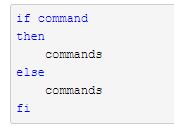 if command
then
    commands
else
    commands
fi